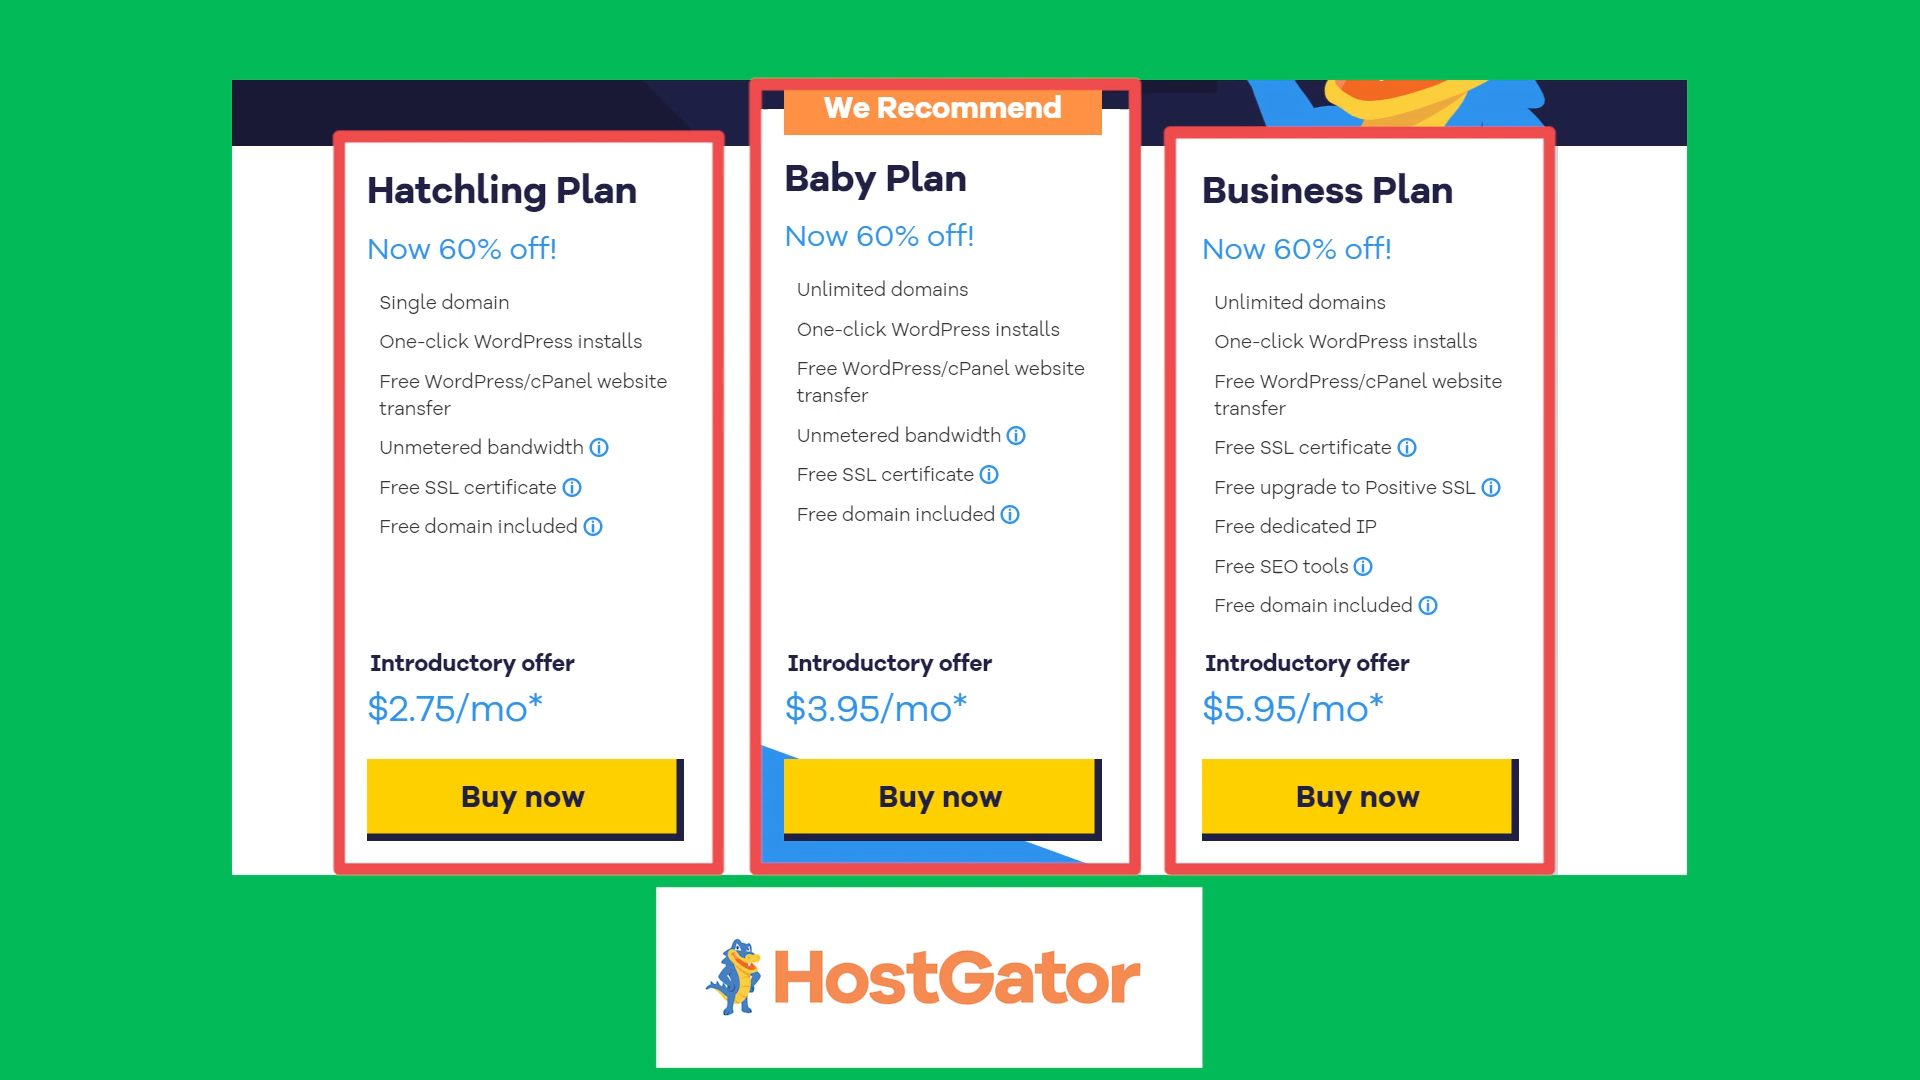 Hatchling Plan
Now 60% off!
Single domain
One-click WordPress installs
Free WordPress/cPanel website
transfer
Unmetered bandwidth
Free SSL certificate
Free domain included
Introductory offer
$2.75/mo*
Buy now
We Recommend
Baby Plan
Now 60% off!
Unlimited domains
One-click WordPress installs
Free WordPress/cPanel website
transfer
Unmetered bandwidth
Free SSL certificate
Free domain included
Introductory offer
$3.95/mo*
Buy now
Business Plan
Now 60% off!
Unlimited domains
One-click WordPress installs
Free WordPress/cPanel website
transfer
Free SSL certificate
Free upgrade to Positive SSL
Free dedicated IP
Free SEO tools
Free domain included
Introductory offer
$5.95/mo*
Buy now
HostGator